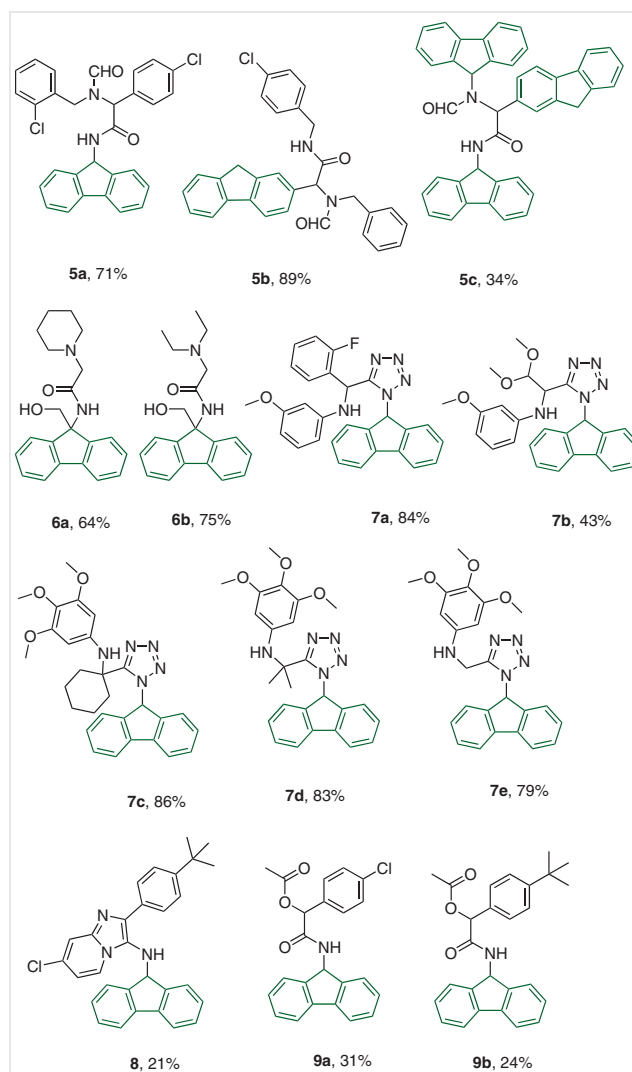 CHO
Cl
N
Cl
HN
O
5a, 71%
Cl
HN
O
N
OHC
5b, 89%
N
OHC
O
HN
5c, 34%
N
O
NH
HO
6a, 64%
N
O
NH
HO
6b, 75%
F
N
N
N
N
O
NH
7a, 84%
O
O
N
N
N
N
O
NH
7b, 43%
O
O
O
NH
N
N
N
N
7c, 86%
O
O
O
HN
N
N
N
N
7d, 83%
O
O
O
HN
N
N
N
N
7e, 79%
N
N
NH
Cl
8, 21%
O
O
Cl
O
HN
9a, 31%
O
O
O
HN
9b, 24%